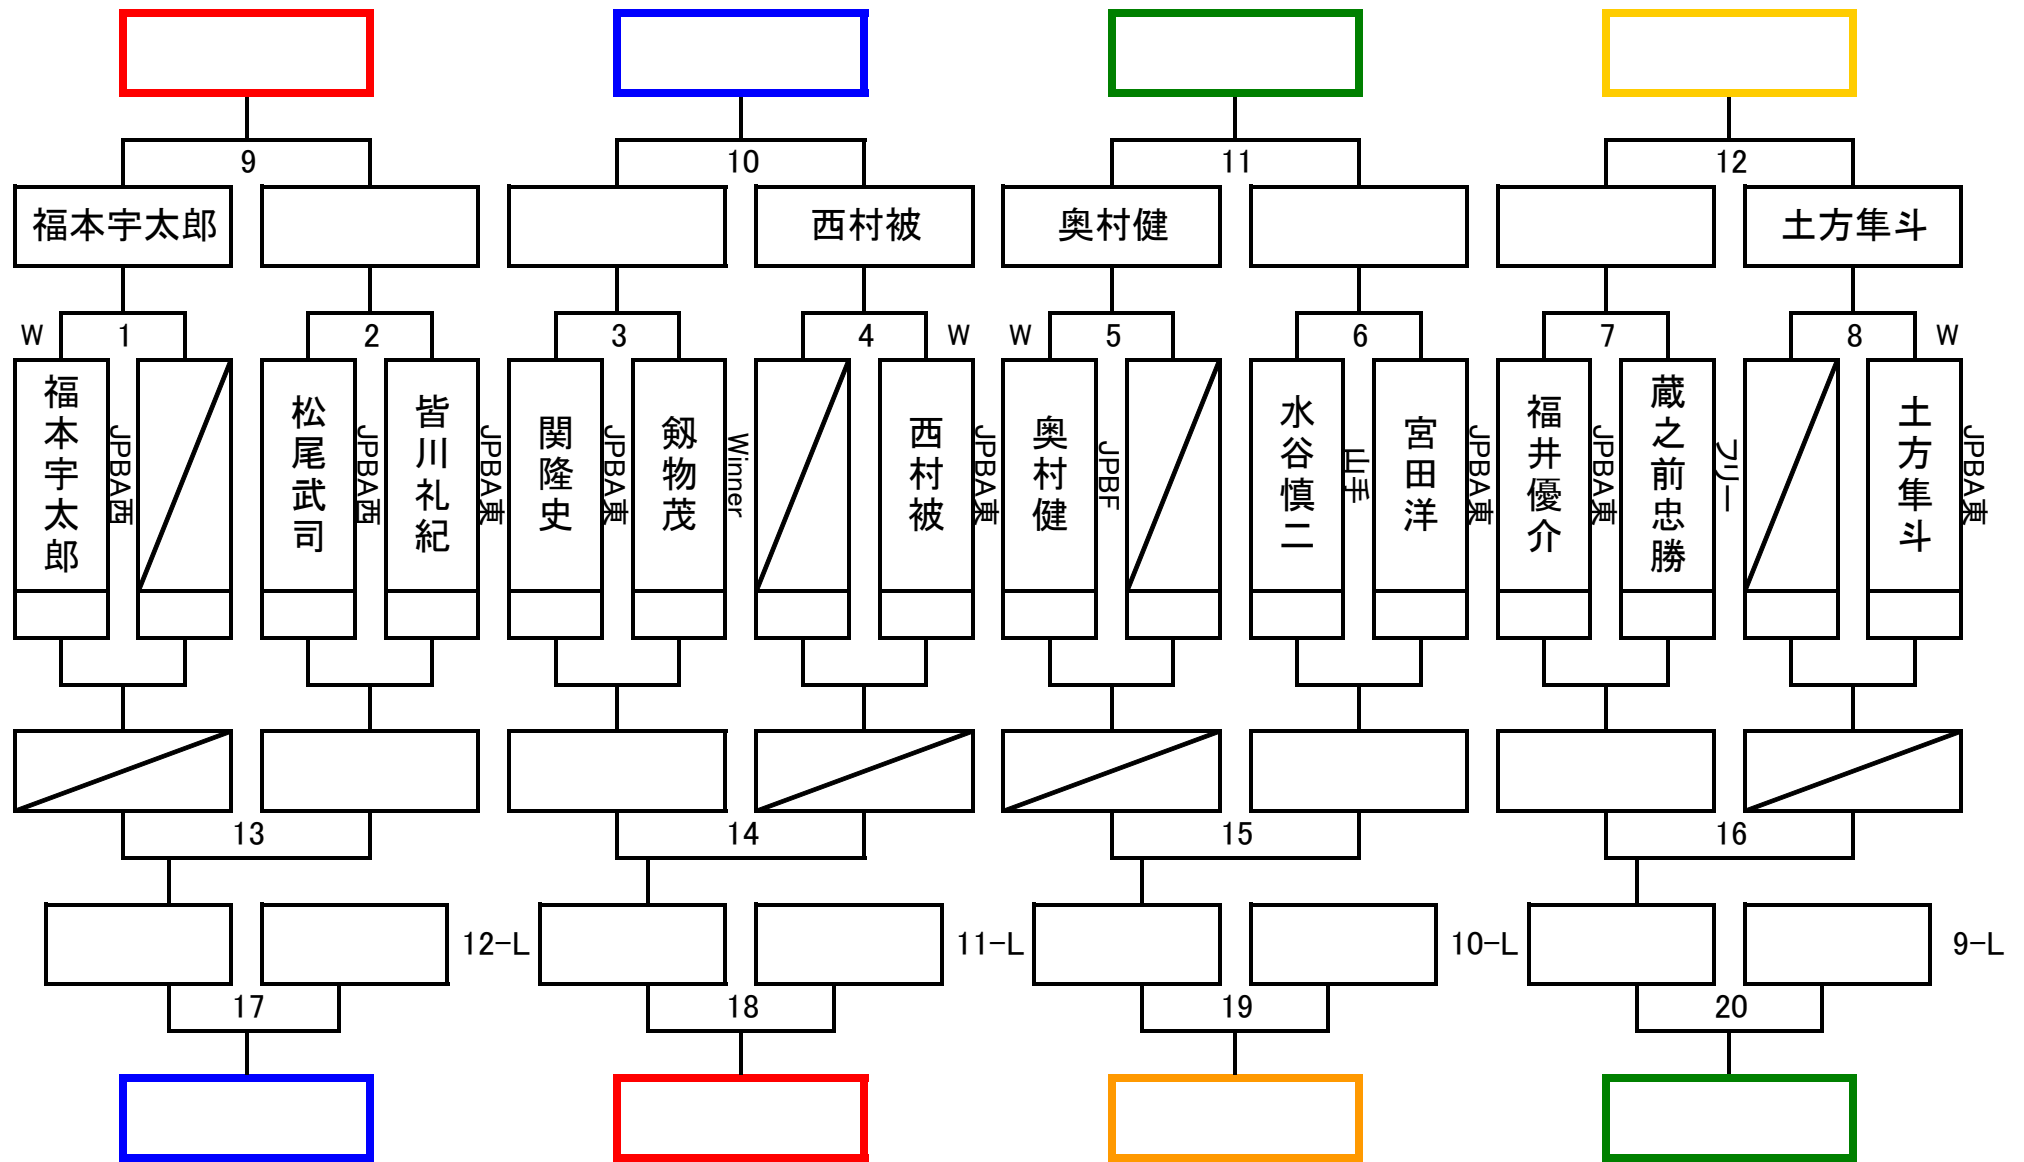 9
10
11
12
福本宇太郎
西村被
奥村健
土方隼斗
W
1
2
3
4
W
W
5
6
7
8
W
福本宇太郎
JPBA西
松尾武司
JPBA西
皆川礼紀
JPBA東
関隆史
JPBA東
剱物茂
Winner
西村被
JPBA東
奥村健
JPBF
水谷慎二
山手
宮田洋
JPBA東
福井優介
JPBA東
蔵之前忠勝
フリー
土方隼斗
JPBA東
13
14
15
16
12-L
11-L
10-L
9-L
17
18
19
20